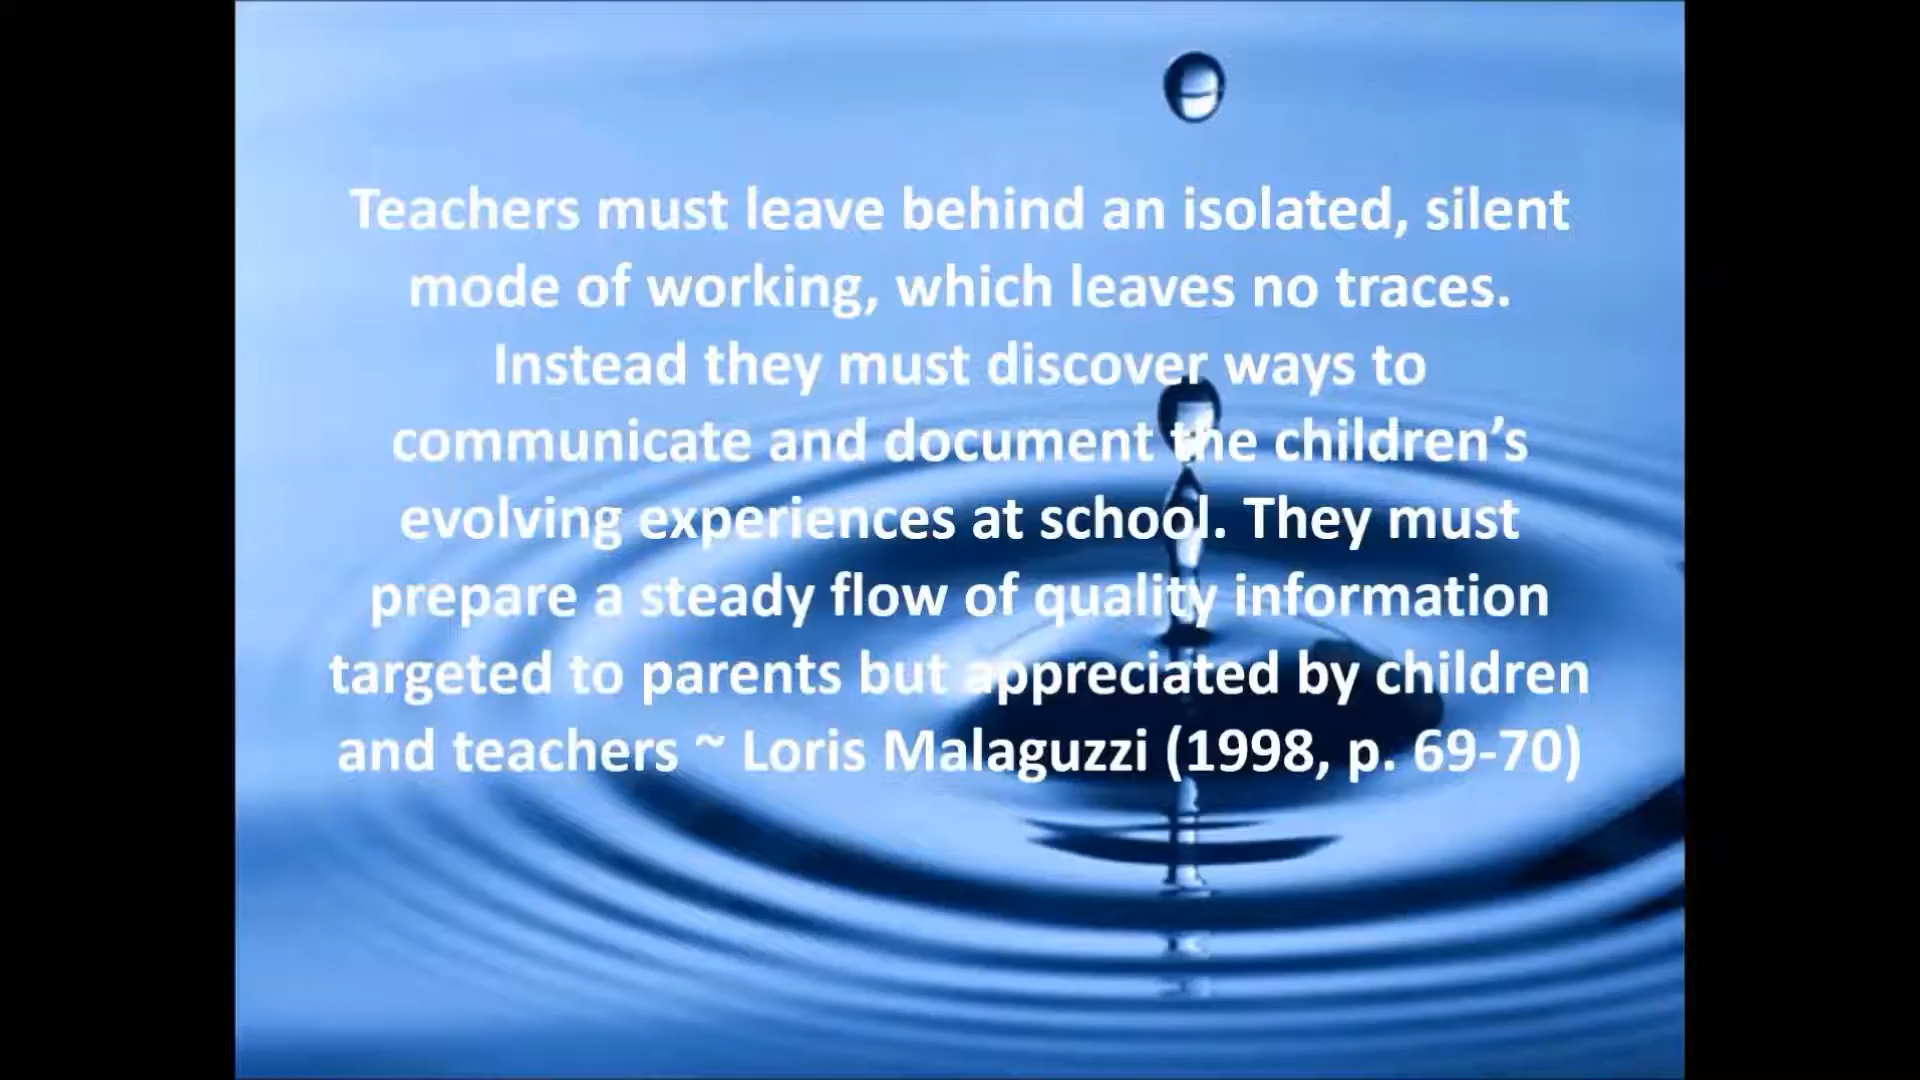 Teachers must leave behind an isolated, silent
mode of working, which leaves no traces.
Instead they must discover ways to
communicate and document the children’s
evolving experiences at school. They must
prepare a steady flow of quality information
targeted to parents but appreciated by children
and teachers ~ Loris Malaguzzi (1998, p. 69-70)